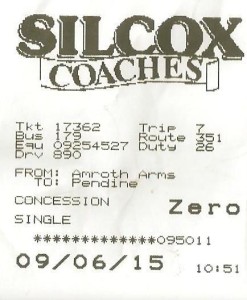 SILCOX
COACHES
Tkt 17362 Trip 7
Bus 179 Route 351
Equ 09254527 Duty 26
Drv 890
FROM: Amroth Arms
TO: Pendine
CONCESSION Zero
SINGLE
*************095011
09/06/15 10:51